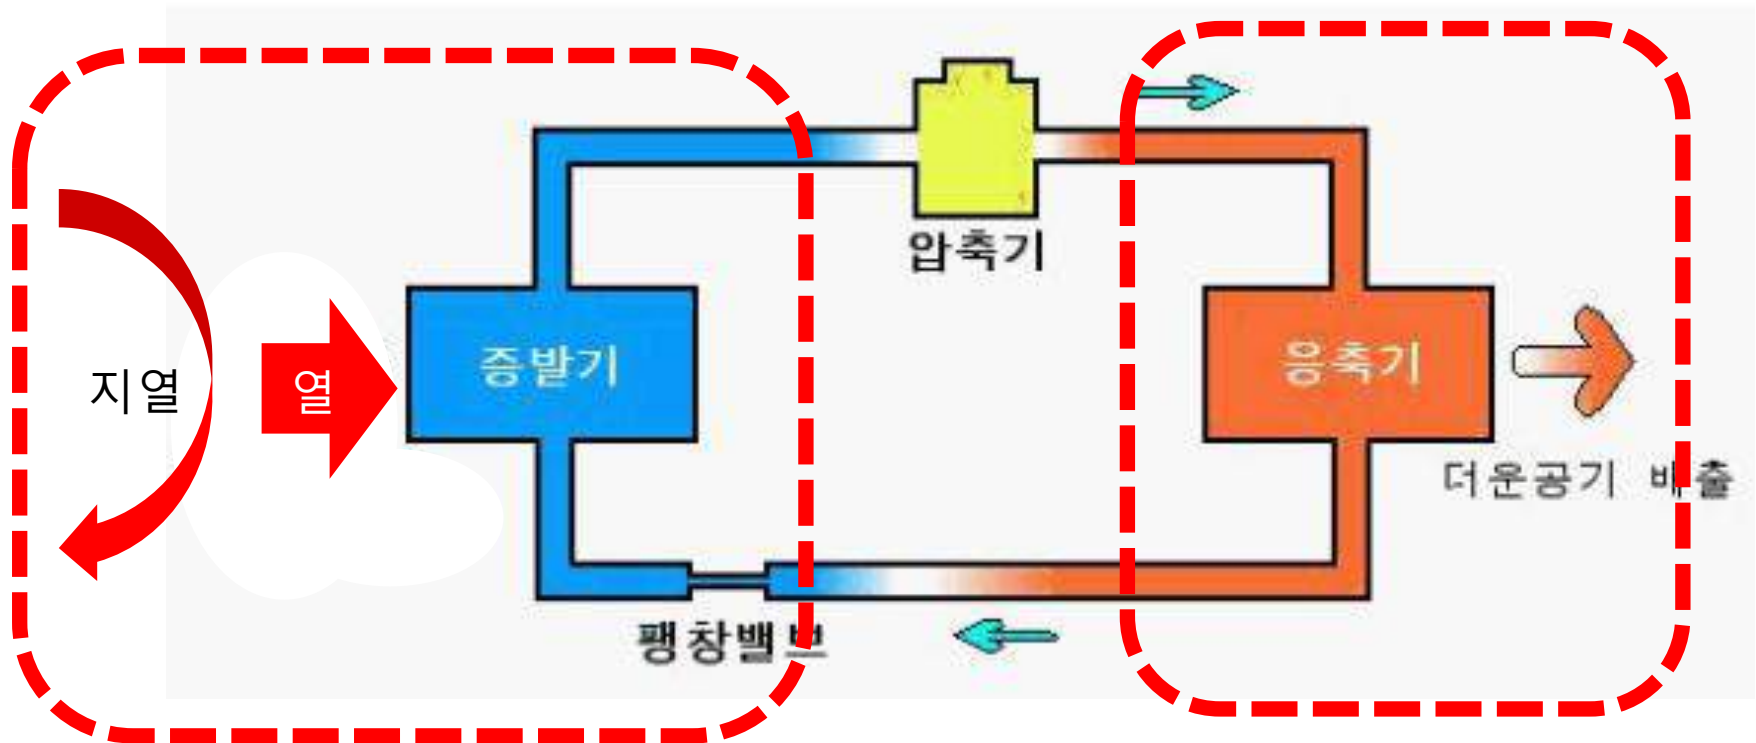 압축기
지열
열
증발기
응축기
더운공기 배출
팽창밸브